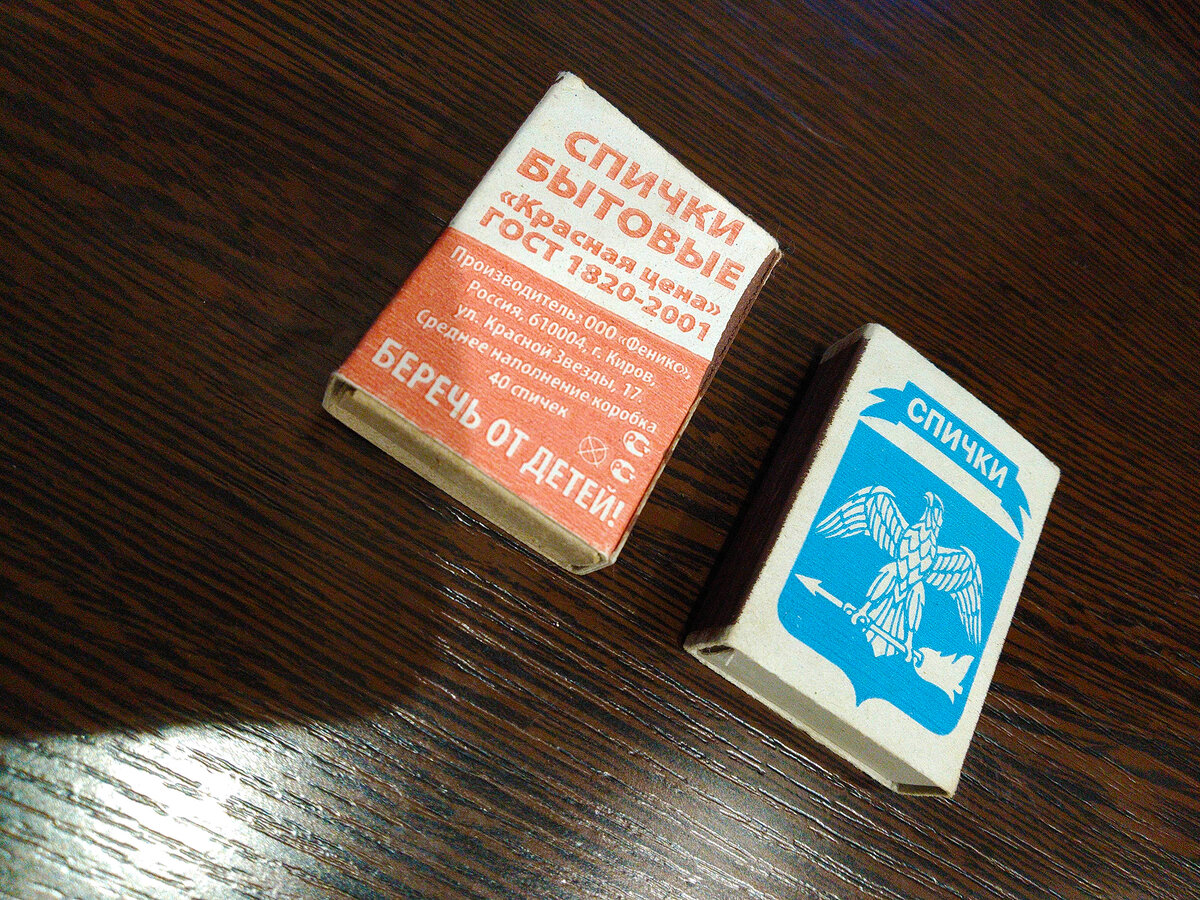 СПИЧКИ
БЫТОВЫЕ
«Красная цена»
ГОСТ 1820-2001
Производитель: ООО «Феникс»,
Россия, 610004, г. Киров,
ул. Красной Звезды, 17.
Среднее наполнение коробка
40 спичек
БЕРЕЧЬ ОТ ДЕТЕЙ!
СПИЧКИ